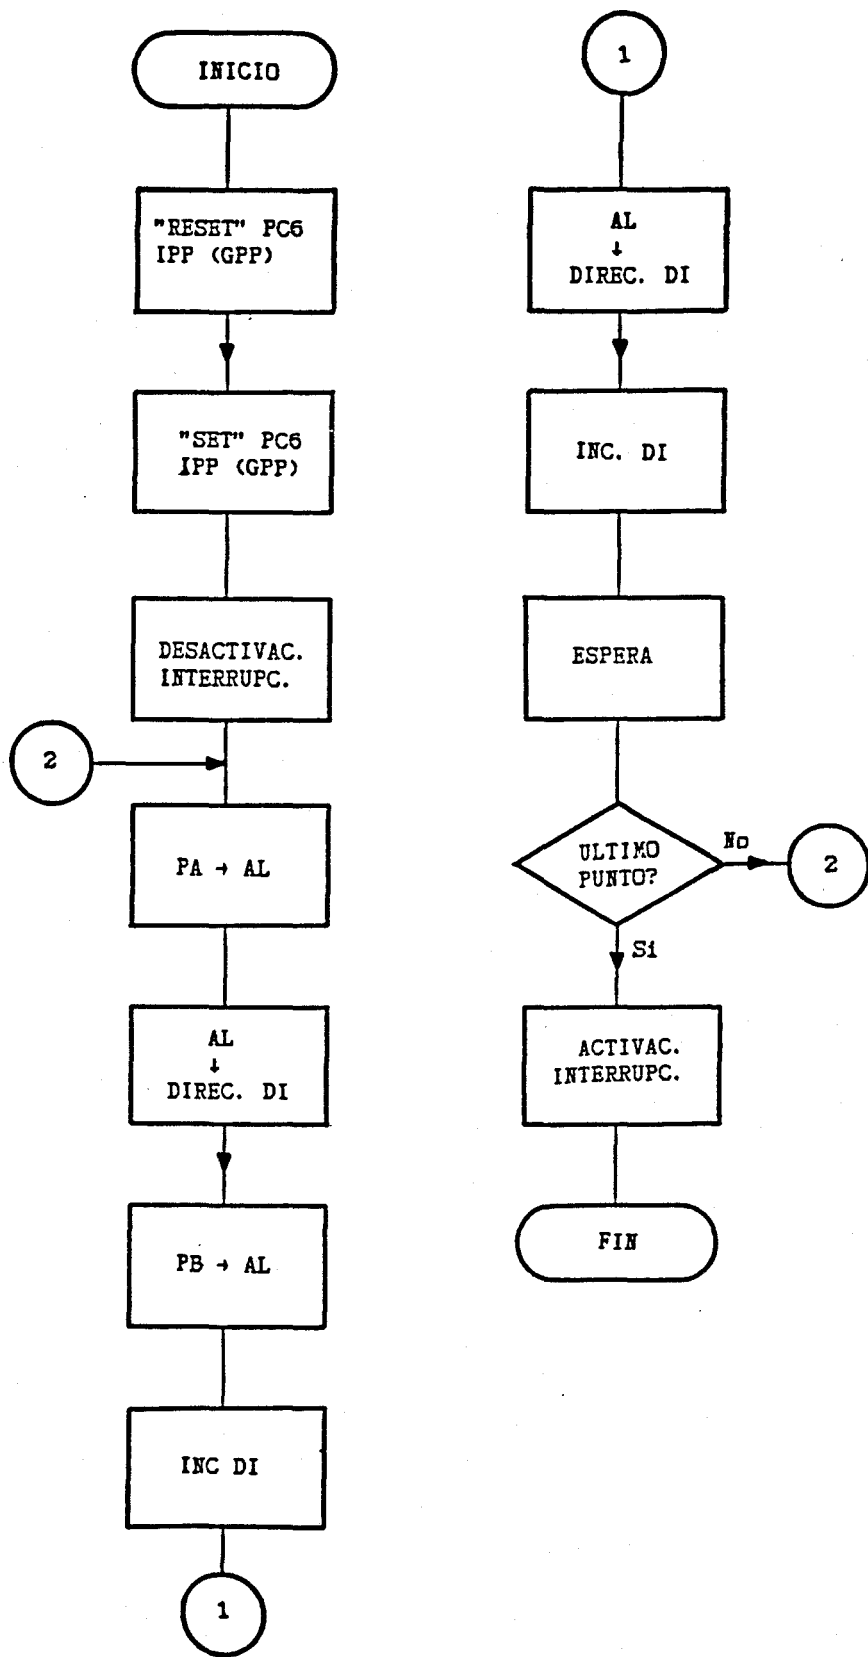 INICIO
"RESET" PC6
IPP (GPP)
"SET" PC6
IPP (GPP)
DESACTIVAC.
INTERRUPC.
2
PA → AL
AL
↓
DIREC. DI
PB → AL
INC DI
1
1
AL
↓
DIREC. DI
INC. DI
ESPERA
ULTIMO
PUNTO?
No
2
Si
ACTIVAC.
INTERRUPC.
FIN